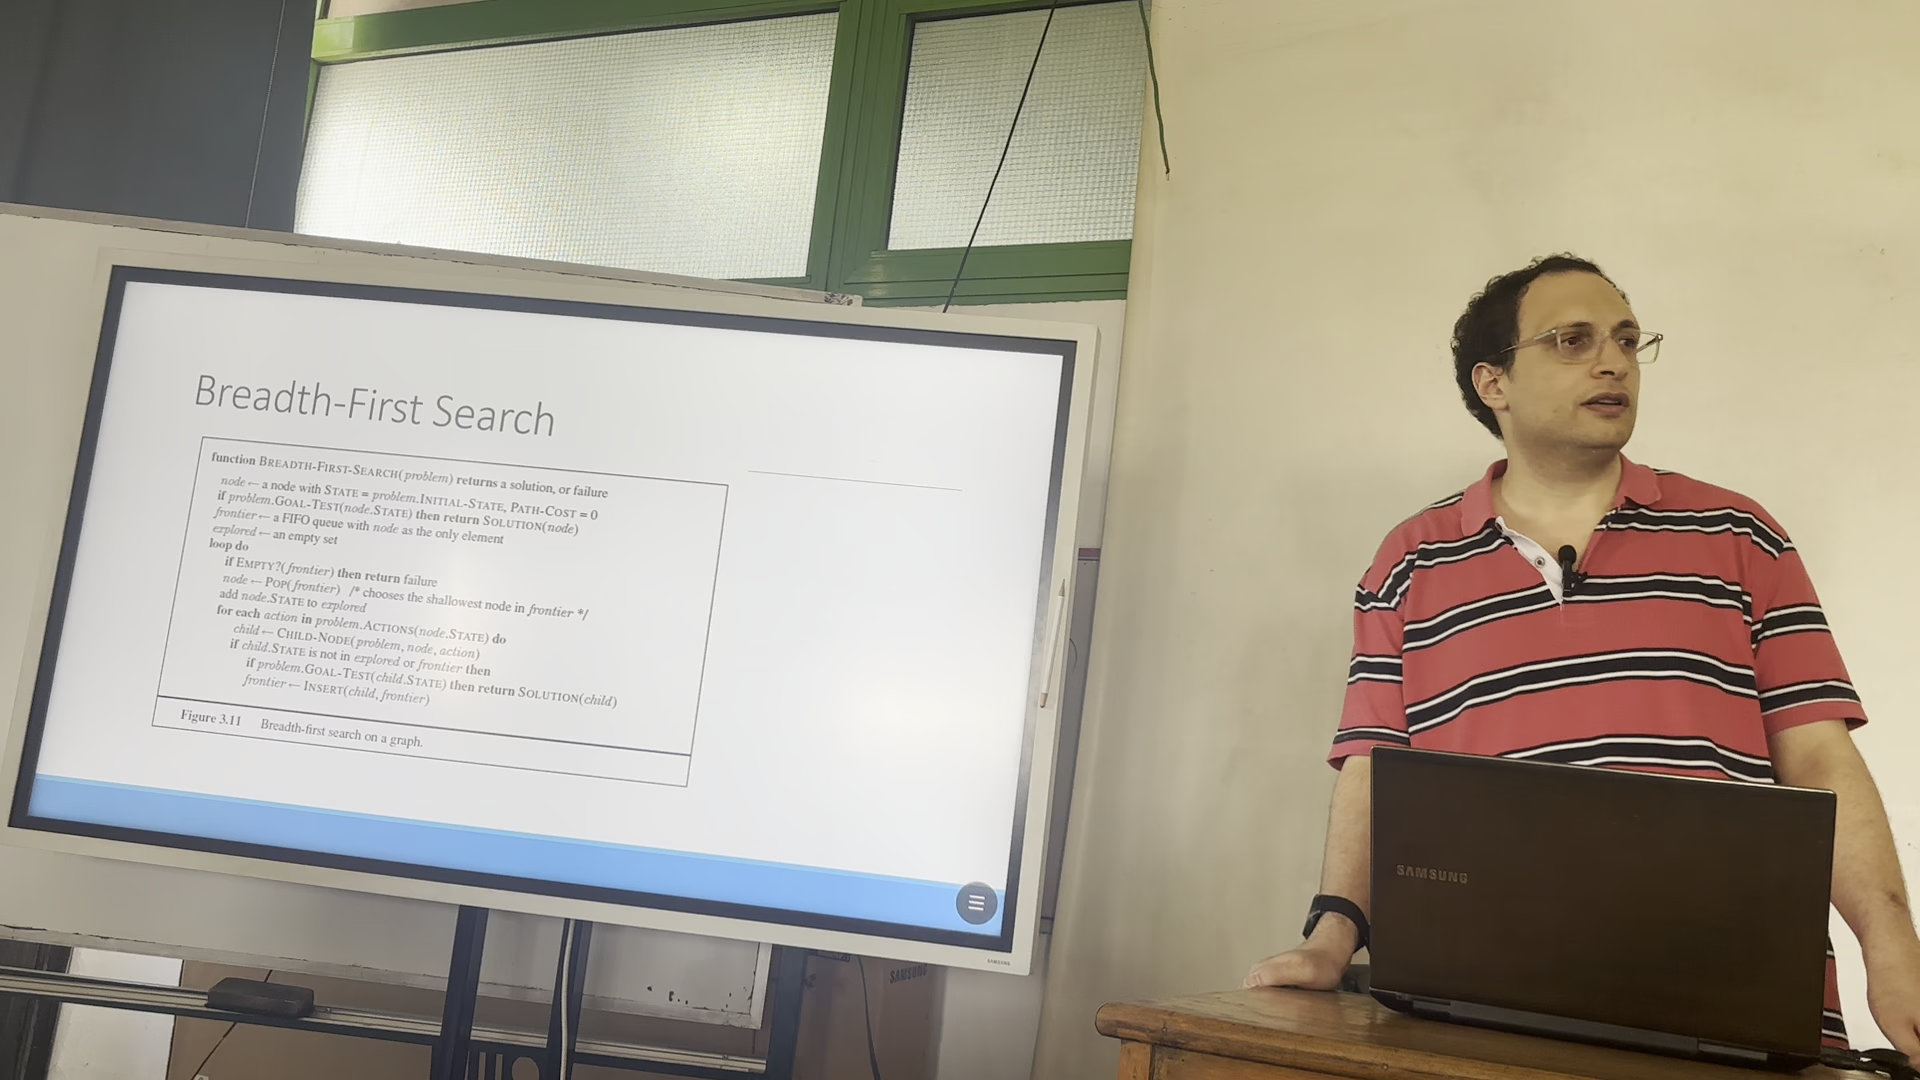 Breadth-First Search
function BREADTH-FIRST-SEARCH(problem) returns a solution, or failure
node ← a node with STATE = problem.INITIAL-STATE, PATH-COST = 0
if problem.GOAL-TEST(node.STATE) then return SOLUTION(node)
frontier ← a FIFO queue with node as the only element
explored ← an empty set
loop do
if EMPTY?(frontier) then return failure
node ← POP(frontier) /* chooses the shallowest node in frontier */
add node.STATE to explored
for each action in problem.ACTIONS(node.STATE) do
child ← CHILD-NODE(problem, node, action)
if child.STATE is not in explored or frontier then
if problem.GOAL-TEST(child.STATE) then return SOLUTION(child)
frontier ← INSERT(child, frontier)
Figure 3.11 Breadth-first search on a graph.
SAMSUNG
SAMSUNG
SAMSUNG